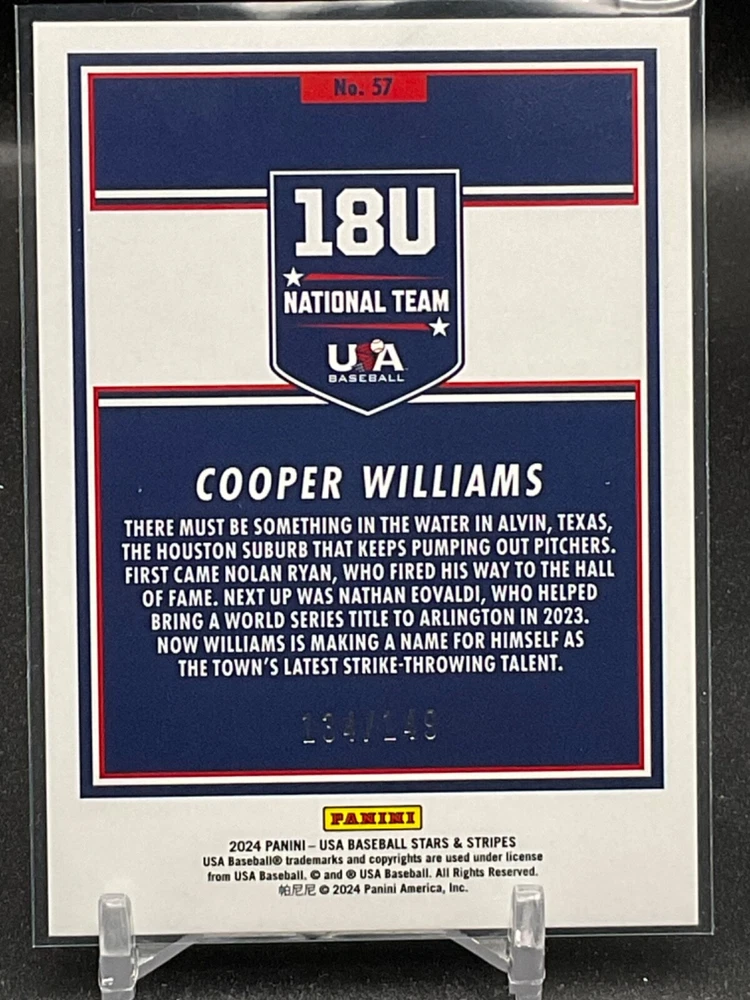 No. 57
18U
NATIONAL TEAM
USA
BASEBALL
COOPER WILLIAMS
THERE MUST BE SOMETHING IN THE WATER IN ALVIN, TEXAS,
THE HOUSTON SUBURB THAT KEEPS PUMPING OUT PITCHERS.
FIRST CAME NOLAN RYAN, WHO FIRED HIS WAY TO THE HALL
OF FAME. NEXT UP WAS NATHAN EOVALDI, WHO HELPED
BRING A WORLD SERIES TITLE TO ARLINGTON IN 2023.
NOW WILLIAMS IS MAKING A NAME FOR HIMSELF AS
THE TOWN'S LATEST STRIKE-THROWING TALENT.
134/149
PANINI
2024 PANINI – USA BASEBALL STARS & STRIPES
USA Baseball® trademarks and copyrights are used under license
from USA Baseball. © and ® USA Baseball. All Rights Reserved.
帕尼尼 © 2024 Panini America, Inc.